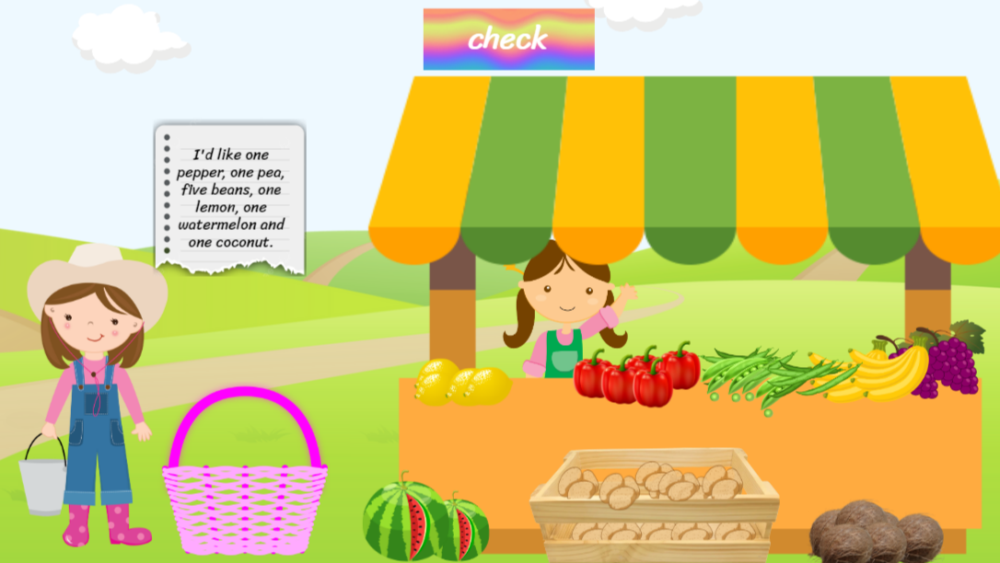 check
I'd like one
pepper, one pea,
five beans, one
lemon, one
watermelon and
one coconut.